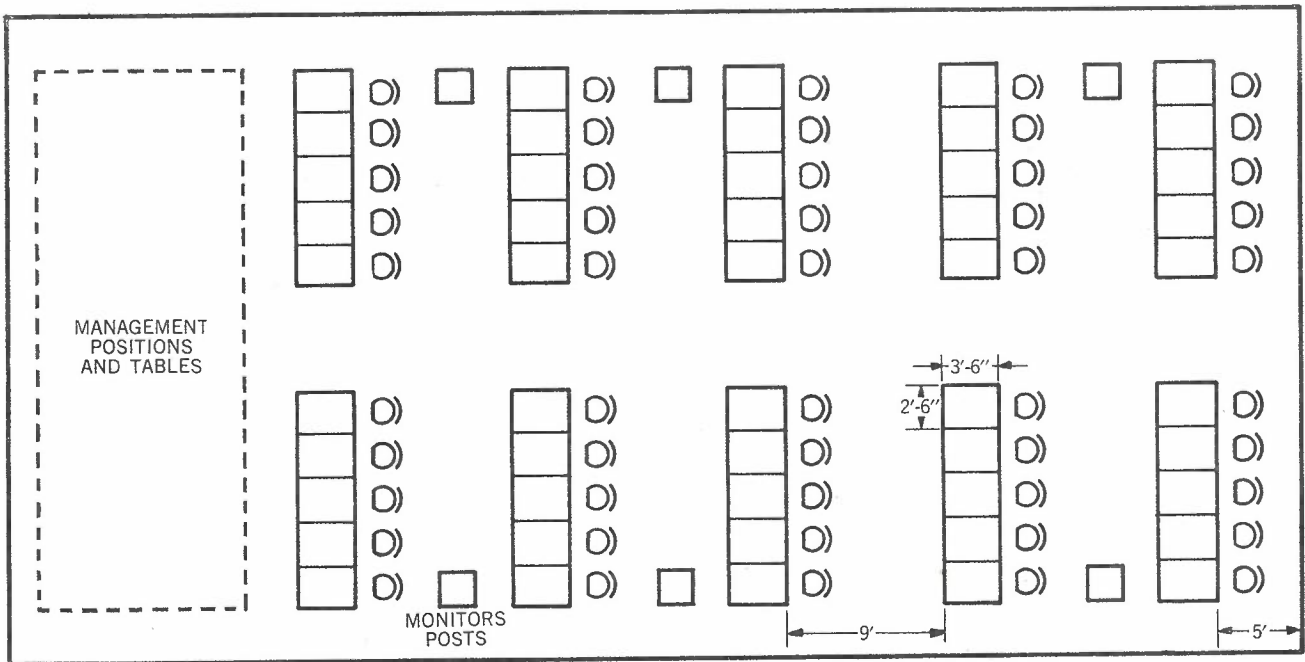 MANAGEMENT
POSITIONS
AND TABLES
3'-6"
2'-6"
MONITORS
POSTS
9'
5'